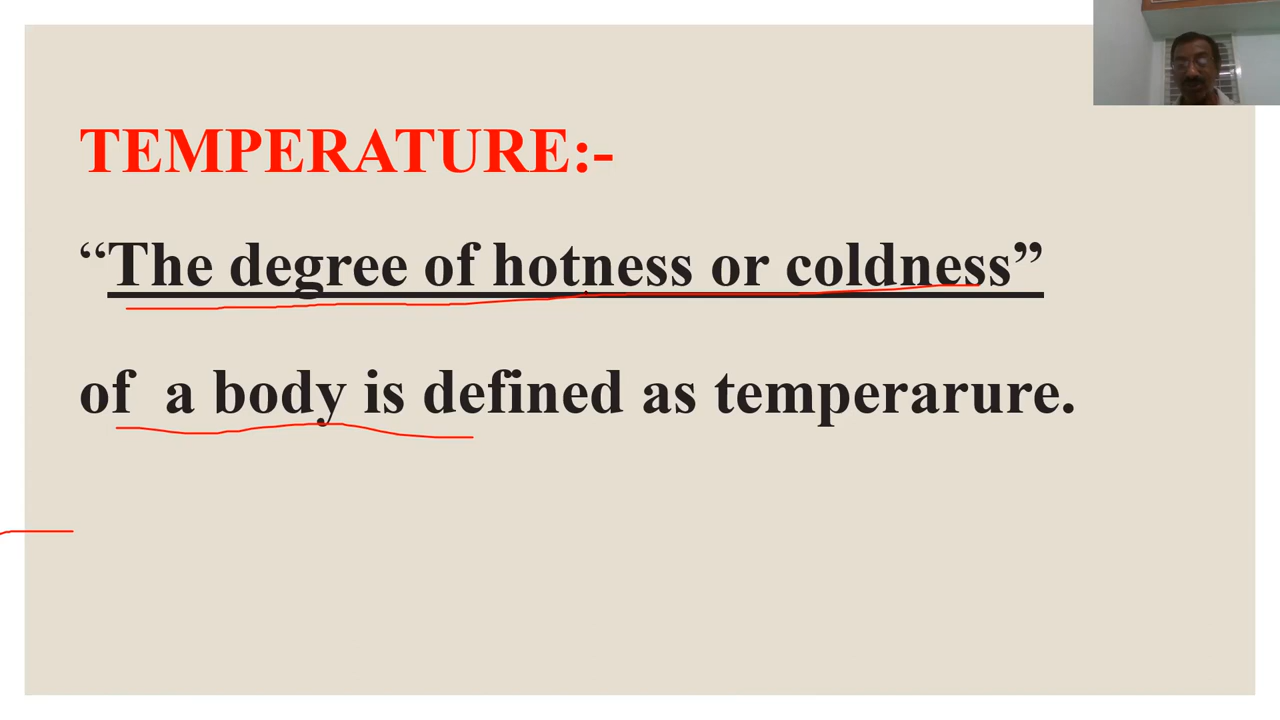 TEMPERATURE:-
“The degree of hotness or coldness”
of  a body is defined as temperarure.